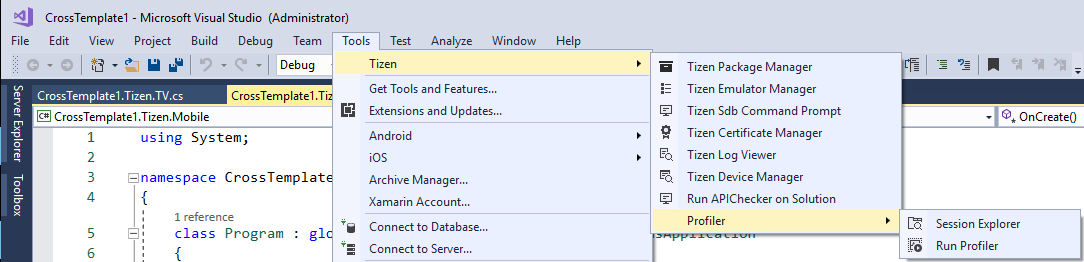 CrossTemplate1 - Microsoft Visual Studio  (Administrator)
File Edit View Project Build Debug Team Tools Test Analyze Window Help
Debug
Tizen
Get Tools and Features...
Extensions and Updates...
Android
iOS
Archive Manager...
Xamarin Account...
Connect to Database...
Connect to Server...
Tizen Package Manager
Tizen Emulator Manager
Tizen Sdb Command Prompt
Tizen Certificate Manager
Tizen Log Viewer
Tizen Device Manager
Run APIChecker on Solution
Profiler
Session Explorer
Run Profiler
Server Explorer
Toolbox
CrossTemplate1.Tizen.TV.cs
CrossTemplate1.Tiz
C# CrossTemplate1.Tizen.Mobile
OnCreate()
1 using System;
2
3 namespace CrossTemplate
4 {
1 reference
5 class Program : glo
sApplication
6 {